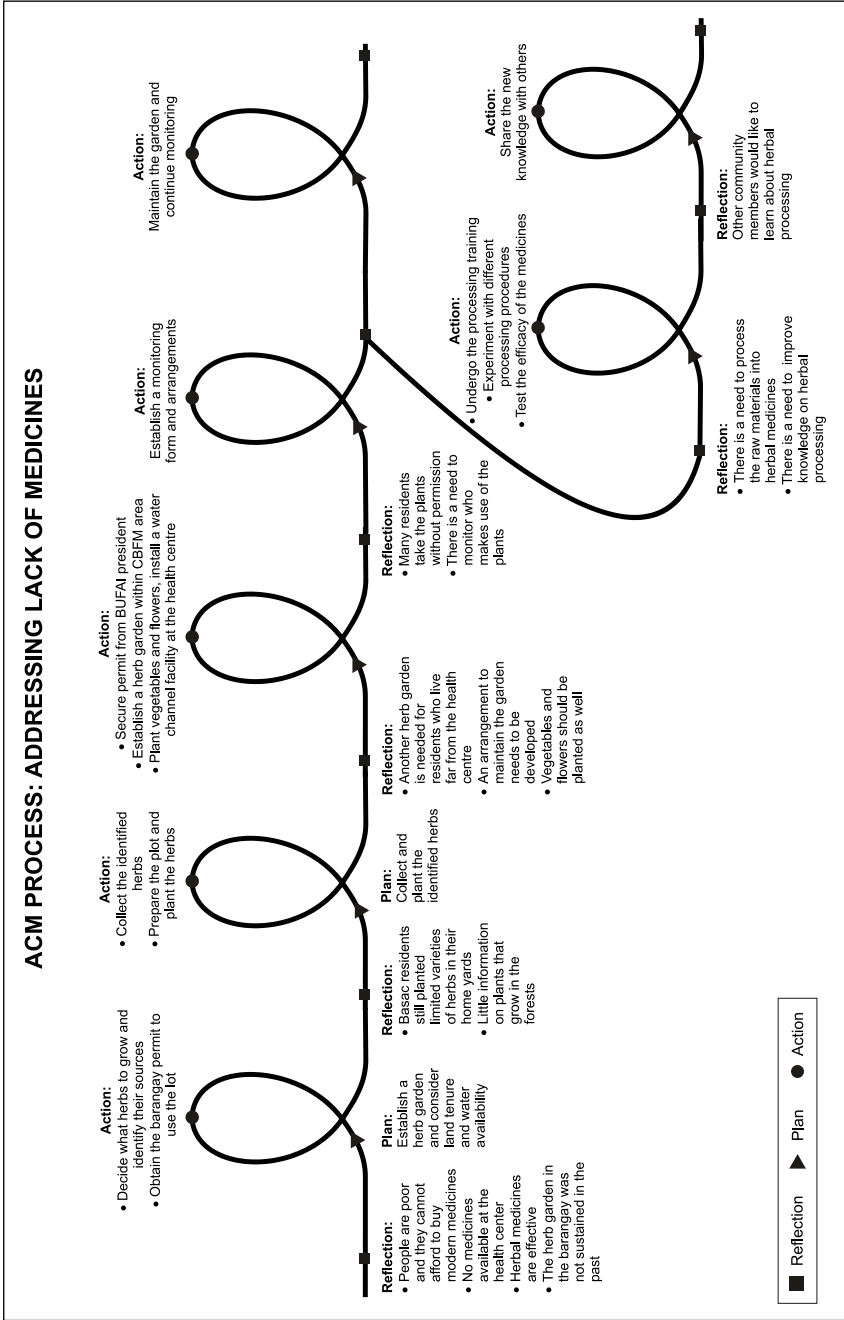 ACM PROCESS: ADDRESSING LACK OF MEDICINES
Action:
• Decide what herbs to grow and
identify their sources
• Obtain the barangay permit to
use the lot
Action:
• Collect the identified
herbs
• Prepare the plot and
plant the herbs
Action:
• Secure permit from BUFAI president
• Establish a herb garden within CBFM area
• Plant vegetables and flowers, install a water
channel facility at the health centre
Action:
Establish a monitoring
form and arrangements
Action:
Maintain the garden and
continue monitoring
Reflection:
• People are poor
and they cannot
afford to buy
modern medicines
• No medicines
available at the
health center
• Herbal medicines
are effective
• The herb garden in
the barangay was
not sustained in the
past
Plan:
Establish a
herb garden
and consider
land tenure
and water
availability
Reflection:
• Basac residents
still planted
limited varieties
of herbs in their
home yards
• Little information
on plants that
grow in the
forests
Plan:
Collect and
plant the
identified herbs
Reflection:
• Another herb garden
is needed for
residents who live
far from the health
centre
• An arrangement to
maintain the garden
needs to be
developed
• Vegetables and
flowers should be
planted as well
Reflection:
• Many residents
take the plants
without permission
• There is a need to
monitor who
makes use of the
plants
Action:
• Undergo the processing training
• Experiment with different
processing procedures
• Test the efficacy of the medicines
Action:
Share the new
knowledge with others
Reflection:
• There is a need to process
the raw materials into
herbal medicines
• There is a need to improve
knowledge on herbal
processing
Reflection:
Other community
members would like to
learn about herbal
processing
Reflection Plan Action